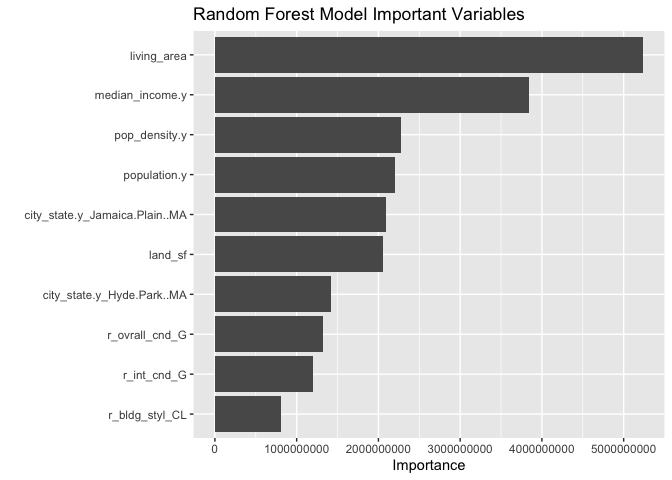 Random Forest Model Important Variables
living_area
median_income.y
pop_density.y
population.y
city_state.y_Jamaica.Plain..MA
land_sf
city_state.y_Hyde.Park..MA
r_ovrall_cnd_G
r_int_cnd_G
r_bldg_styl_CL
0 1000000000 2000000000 3000000000 4000000000 5000000000
Importance